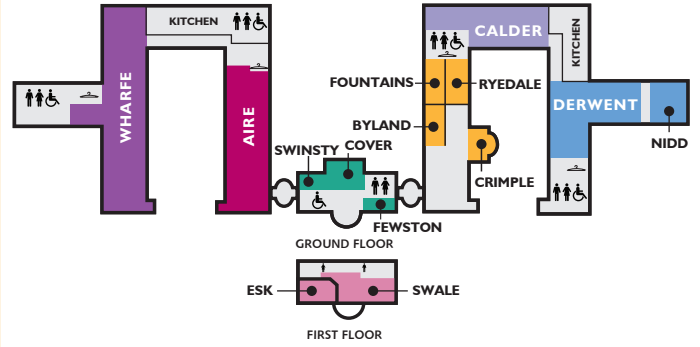 KITCHEN
CALDER
KITCHEN
WHARFE
AIRE
FOUNTAINS
RYEDALE
BYLAND
DERWENT
NIDD
SWINSTY
COVER
CRIMPLE
FEWSTON
GROUND FLOOR
ESK
SWALE
FIRST FLOOR